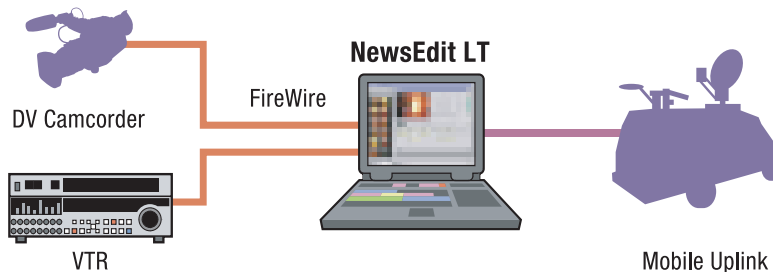 NewsEdit LT
FireWire
DV Camcorder
VTR
Mobile Uplink